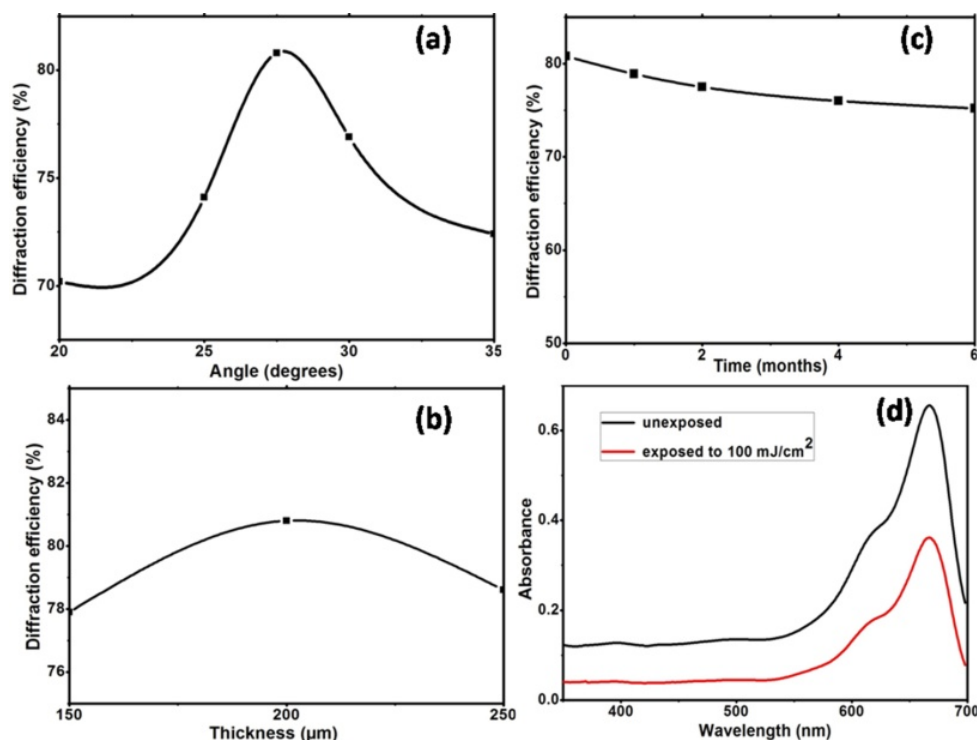 (a)
Diffraction efficiency (%)
80
75
70
20 25 30 35
Angle (degrees)
(c)
Diffraction efficiency (%)
80
70
60
50
0 2 4 6
Time (months)
(b)
Diffraction efficiency (%)
84
82
80
78
76
150 200 250
Thickness (µm)
(d)
unexposed
exposed to 100 mJ/cm²
Absorbance
0.6
0.4
0.2
0.0
400 500 600 700
Wavelength (nm)